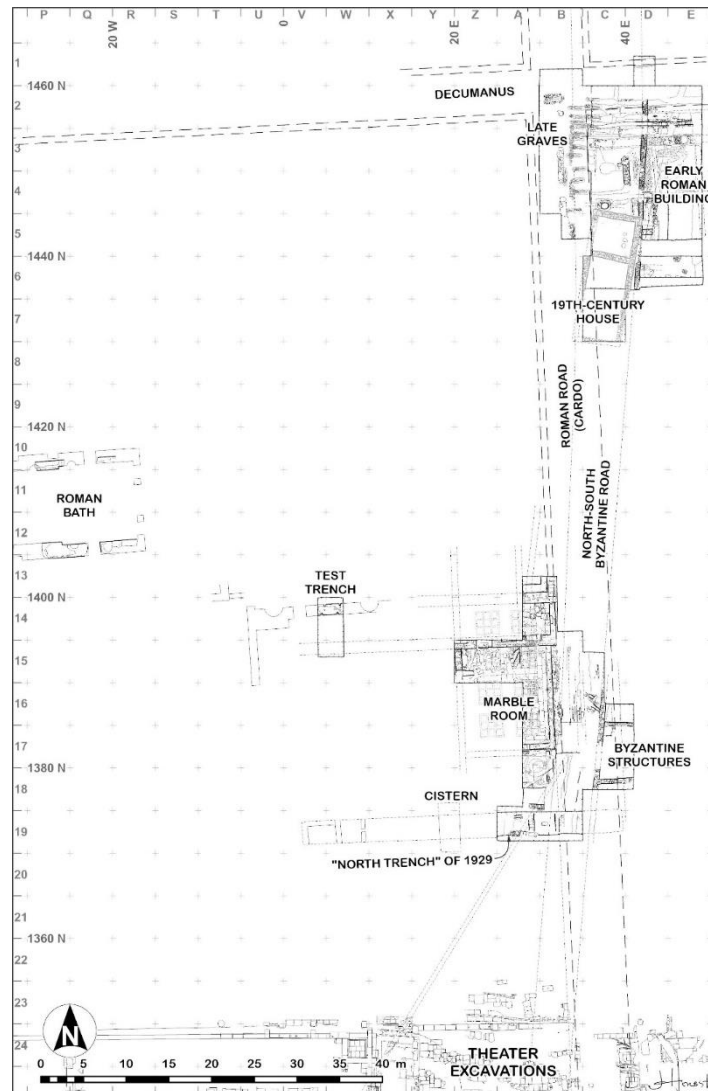 P Q R S T U V W X Y Z A B C D E
20 W
0
20 E
40 E
1
1460 N
2
DECUMANUS
3
LATE
GRAVES
4
EARLY
ROMAN
BUILDING
5
1440 N
6
19TH-CENTURY
HOUSE
7
8
9
1420 N
10
ROMAN ROAD
(CARDO)
11
ROMAN
BATH
NORTH-SOUTH
BYZANTINE ROAD
12
13
TEST
TRENCH
1400 N
14
15
16
MARBLE
ROOM
17
1380 N
BYZANTINE
STRUCTURES
18
CISTERN
19
"NORTH TRENCH" OF 1929
20
21
1360 N
22
23
N
24
THEATER
EXCAVATIONS
0 5 10 15 20 25 30 35 40 m